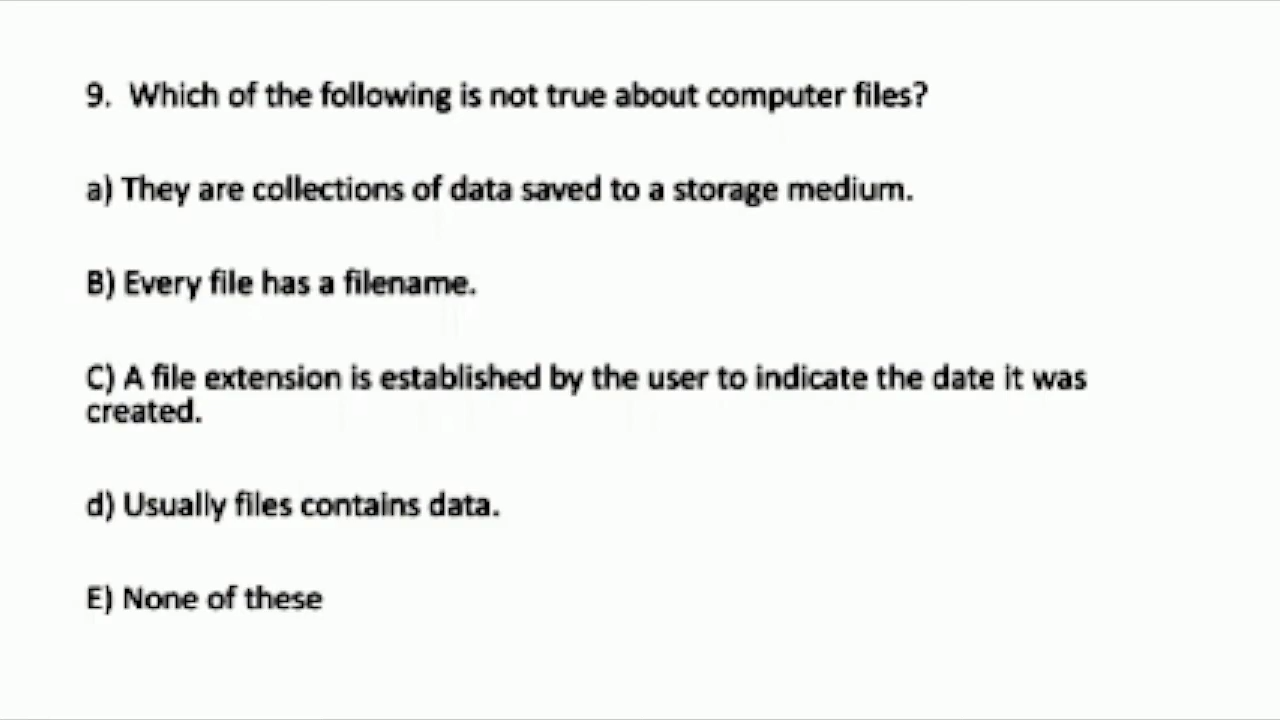 9. Which of the following is not true about computer files?
a) They are collections of data saved to a storage medium.
B) Every file has a filename.
C) A file extension is established by the user to indicate the date it was
created.
d) Usually files contains data.
E) None of these